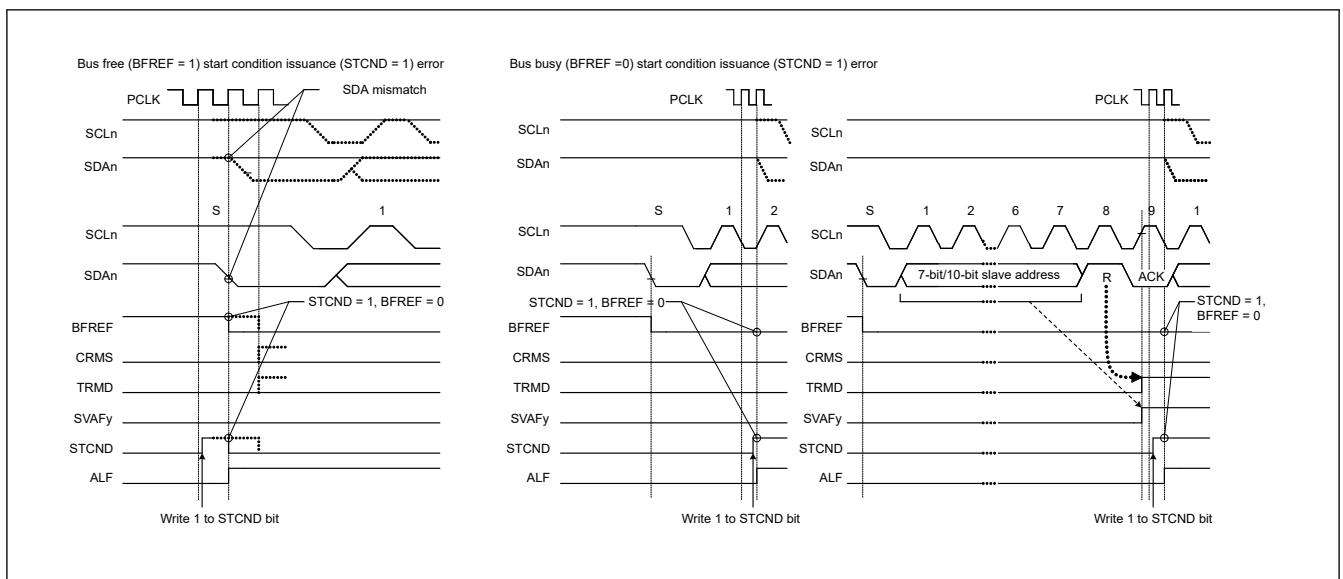 Bus free (BFREF = 1) start condition issuance (STCND = 1) error
PCLK
SDA mismatch
SCLn
SDAn
S
1
SCLn
SDAn
STCND = 1, BFREF = 0
BFREF
CRMS
TRMD
SVAFy
STCND
ALF
Write 1 to STCND bit
Bus busy (BFREF =0) start condition issuance (STCND = 1) error
PCLK
SCLn
SDAn
S
1
2
SCLn
SDAn
STCND = 1, BFREF = 0
BFREF
CRMS
TRMD
SVAFy
STCND
ALF
Write 1 to STCND bit
PCLK
SCLn
SDAn
S
1
2
6
7
8
9
1
SCLn
SDAn
7-bit/10-bit slave address
R
ACK
STCND = 1,
BFREF = 0
BFREF
CRMS
TRMD
SVAFy
STCND
ALF
Write 1 to STCND bit